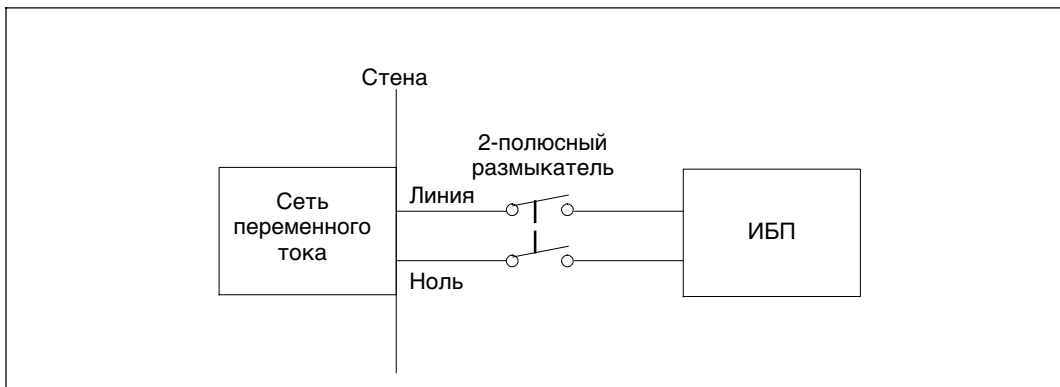 Стена
2-полюсный
размыкатель
Линия
Сеть
переменного
тока
ИБП
Ноль